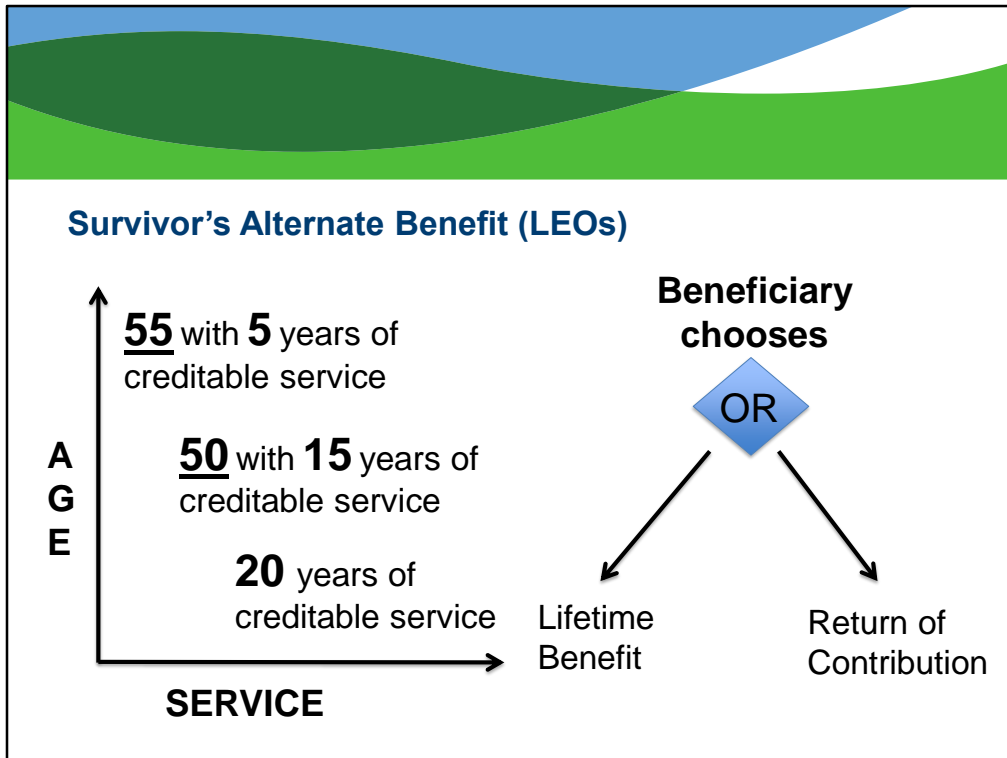 Survivor’s Alternate Benefit (LEOs)
55 with 5 years of
creditable service
50 with 15 years of
creditable service
20 years of
creditable service
A
G
E
SERVICE
Beneficiary
chooses
OR
Lifetime
Benefit
Return of
Contribution